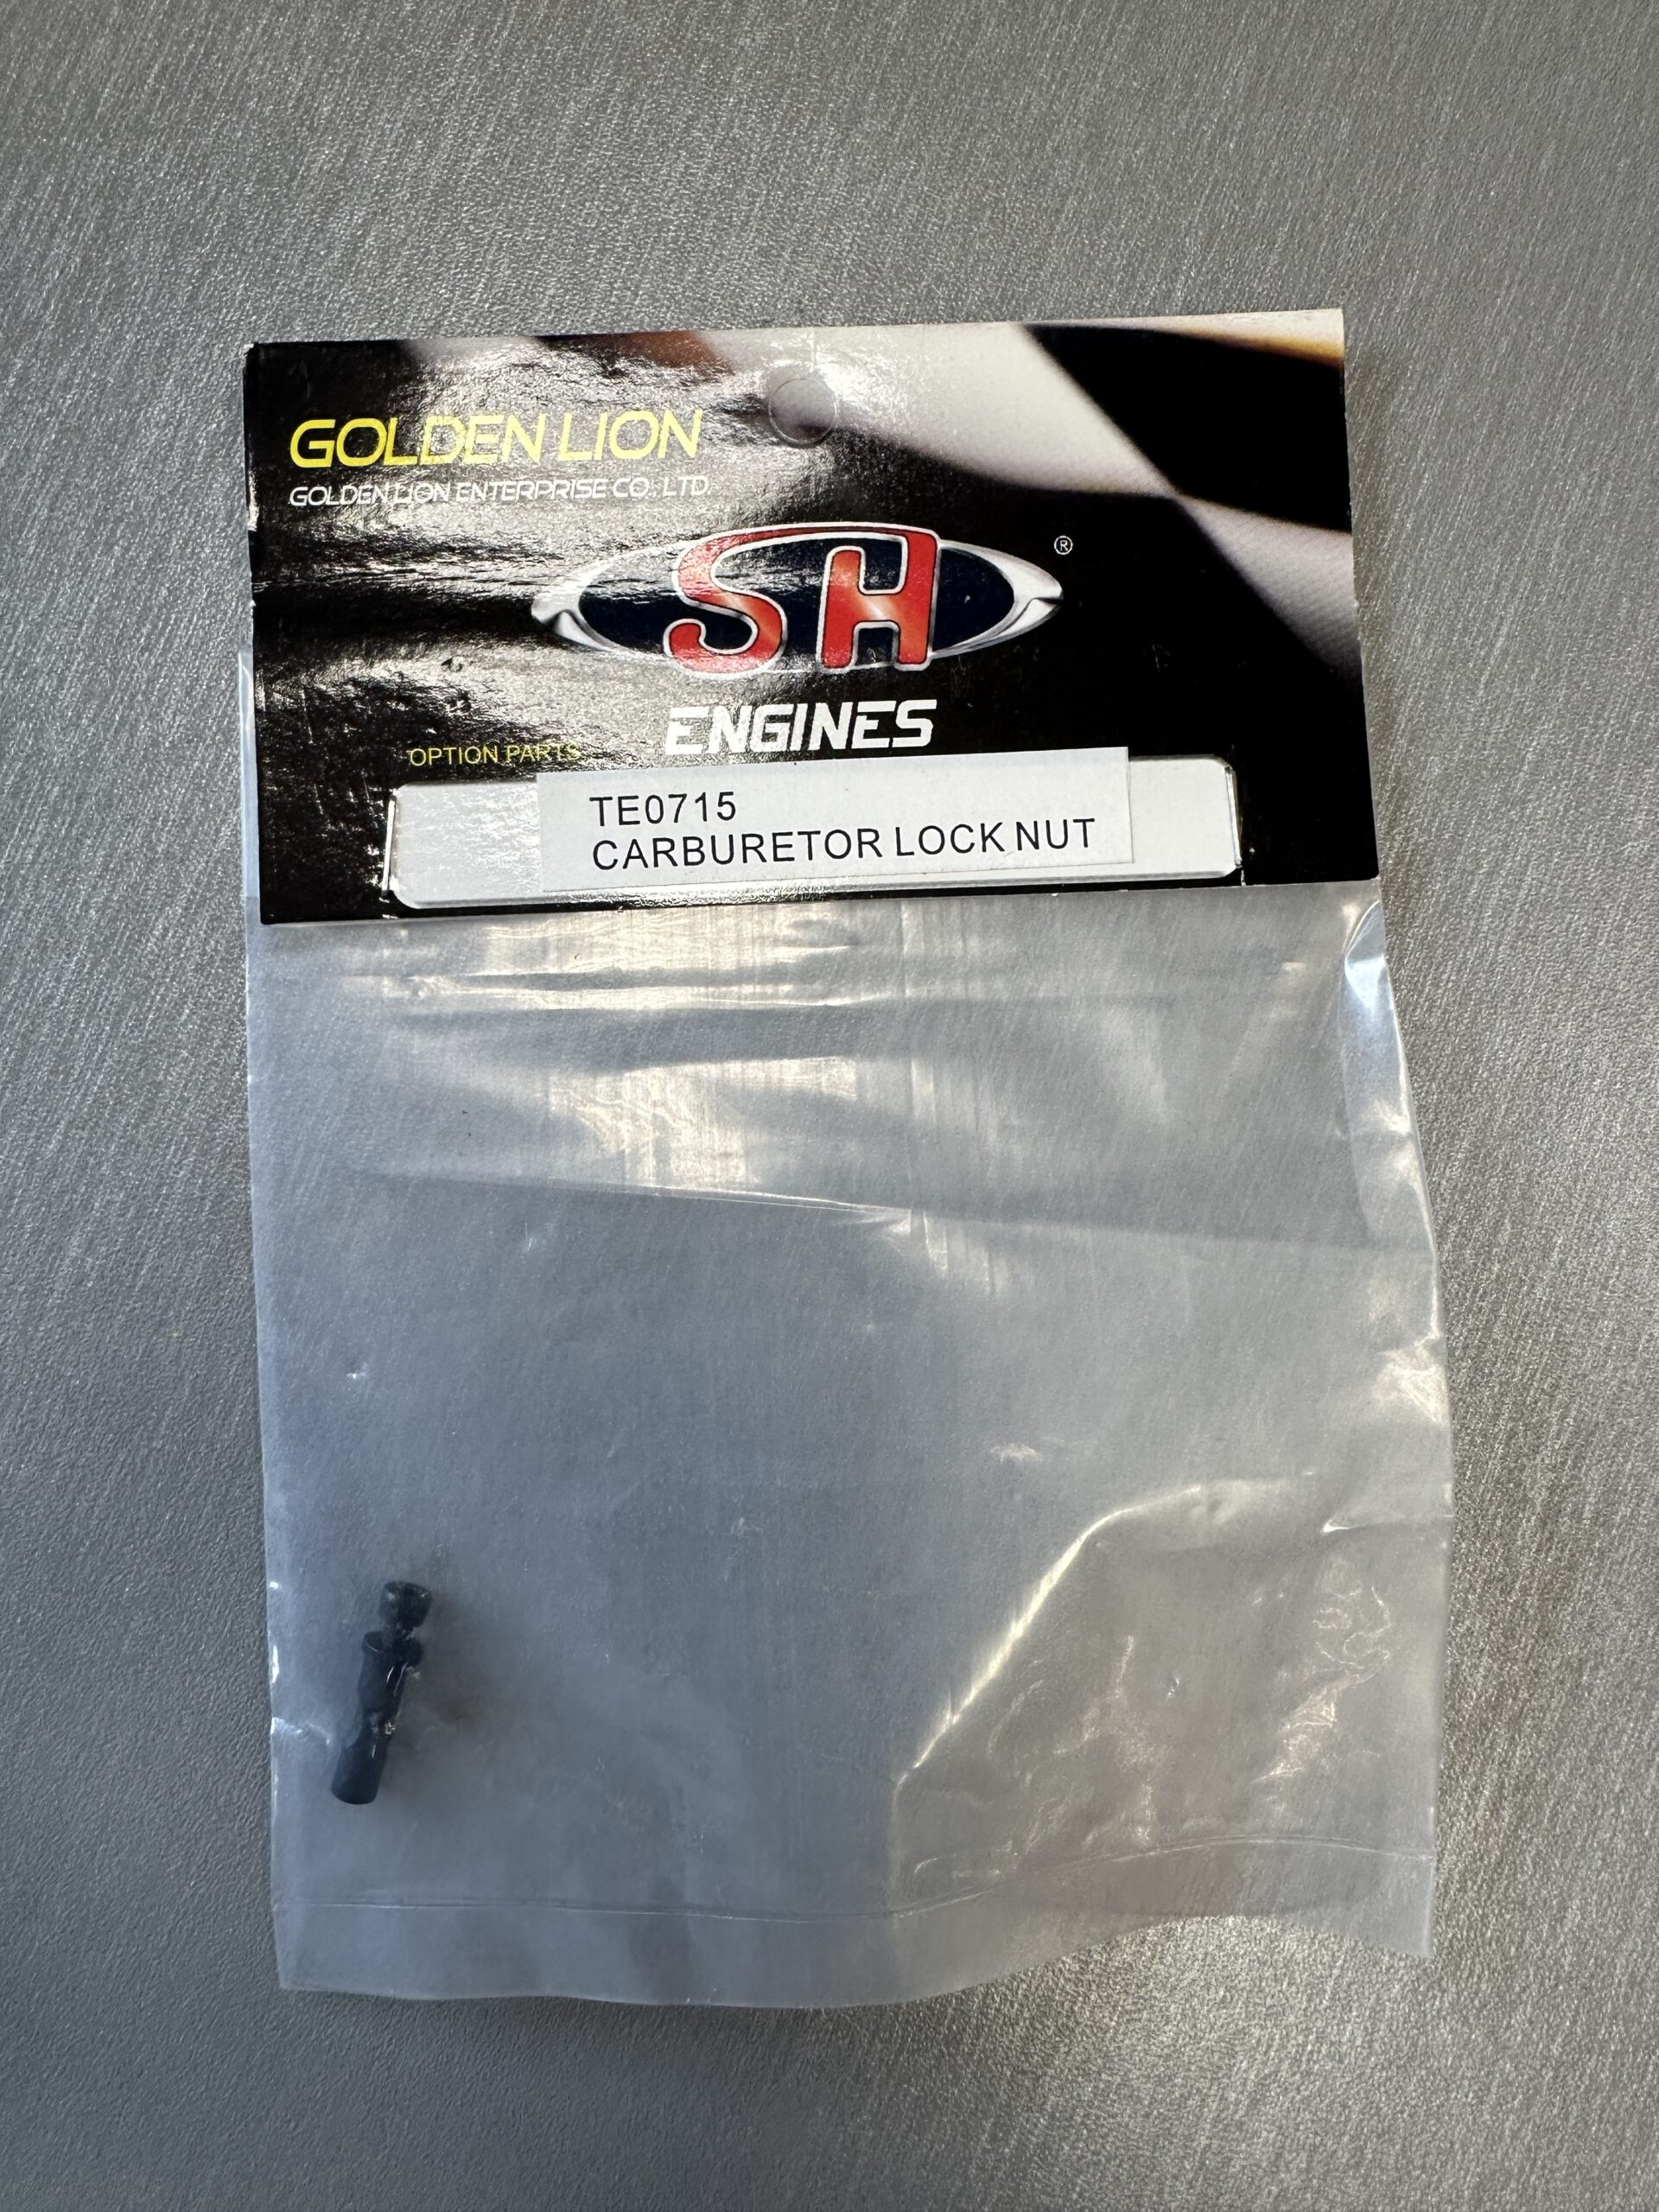 GOLDEN LION
GOLDEN LION ENTERPRISE CO., LTD
SH ®
ENGINES
OPTION PARTS
TE0715
CARBURETOR LOCK NUT